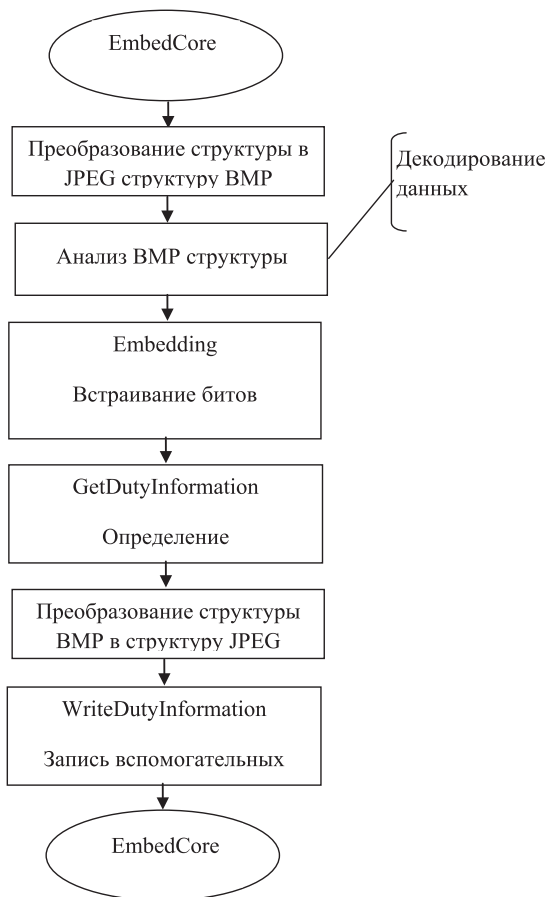 EmbedCore
Преобразование структуры в
JPEG структуру BMP
Декодирование
данных
Анализ BMP структуры
Embedding
Встраивание битов
GetDutyInformation
Определение
Преобразование структуры
BMP в структуру JPEG
WriteDutyInformation
Запись вспомогательных
EmbedCore